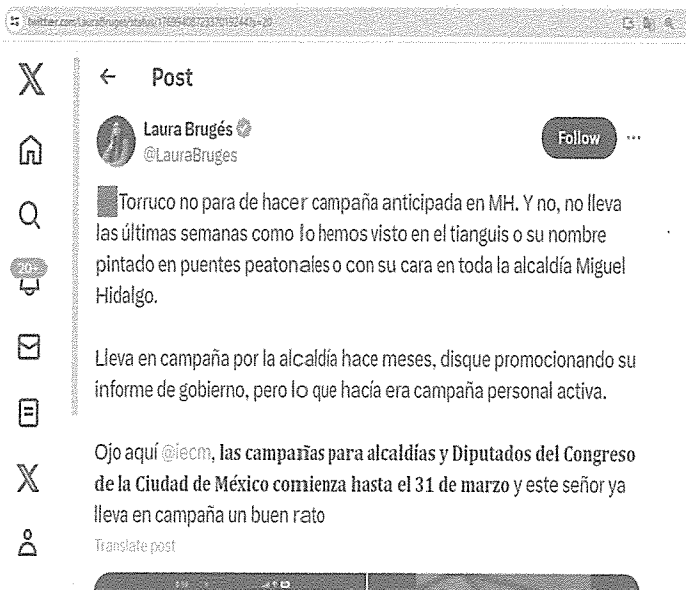 Post
Laura Brugés
@LauraBruges
Follow
Torruco no para de hacer campaña anticipada en MH. Y no, no lleva
las últimas semanas como lo hemos visto en el tianguis o su nombre
pintado en puentes peatonales o con su cara en toda la alcaldía Miguel
Hidalgo.
Lleva en campaña por la alcaldía hace meses, disque promocionando su
informe de gobierno, pero lo que hacía era campaña personal activa.
Ojo aquí @iecm, las campañas para alcaldías y Diputados del Congreso
de la Ciudad de México comienza hasta el 31 de marzo y este señor ya
lleva en campaña un buen rato
Translate post
20+